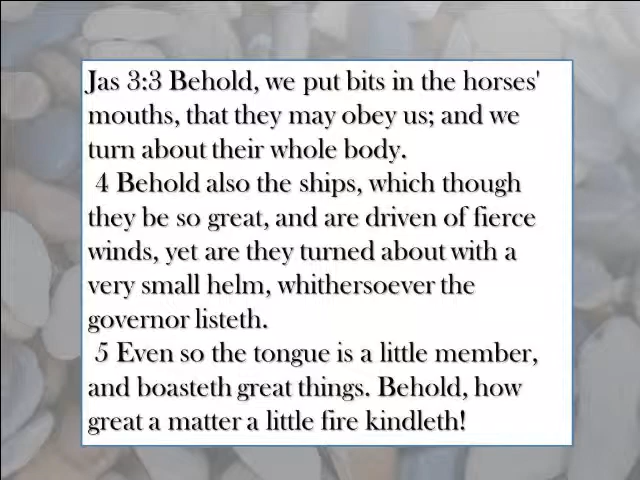 Jas 3:3 Behold, we put bits in the horses'
mouths, that they may obey us; and we
turn about their whole body.
4 Behold also the ships, which though
they be so great, and are driven of fierce
winds, yet are they turned about with a
very small helm, whithersoever the
governor listeth.
5 Even so the tongue is a little member,
and boasteth great things. Behold, how
great a matter a little fire kindleth!